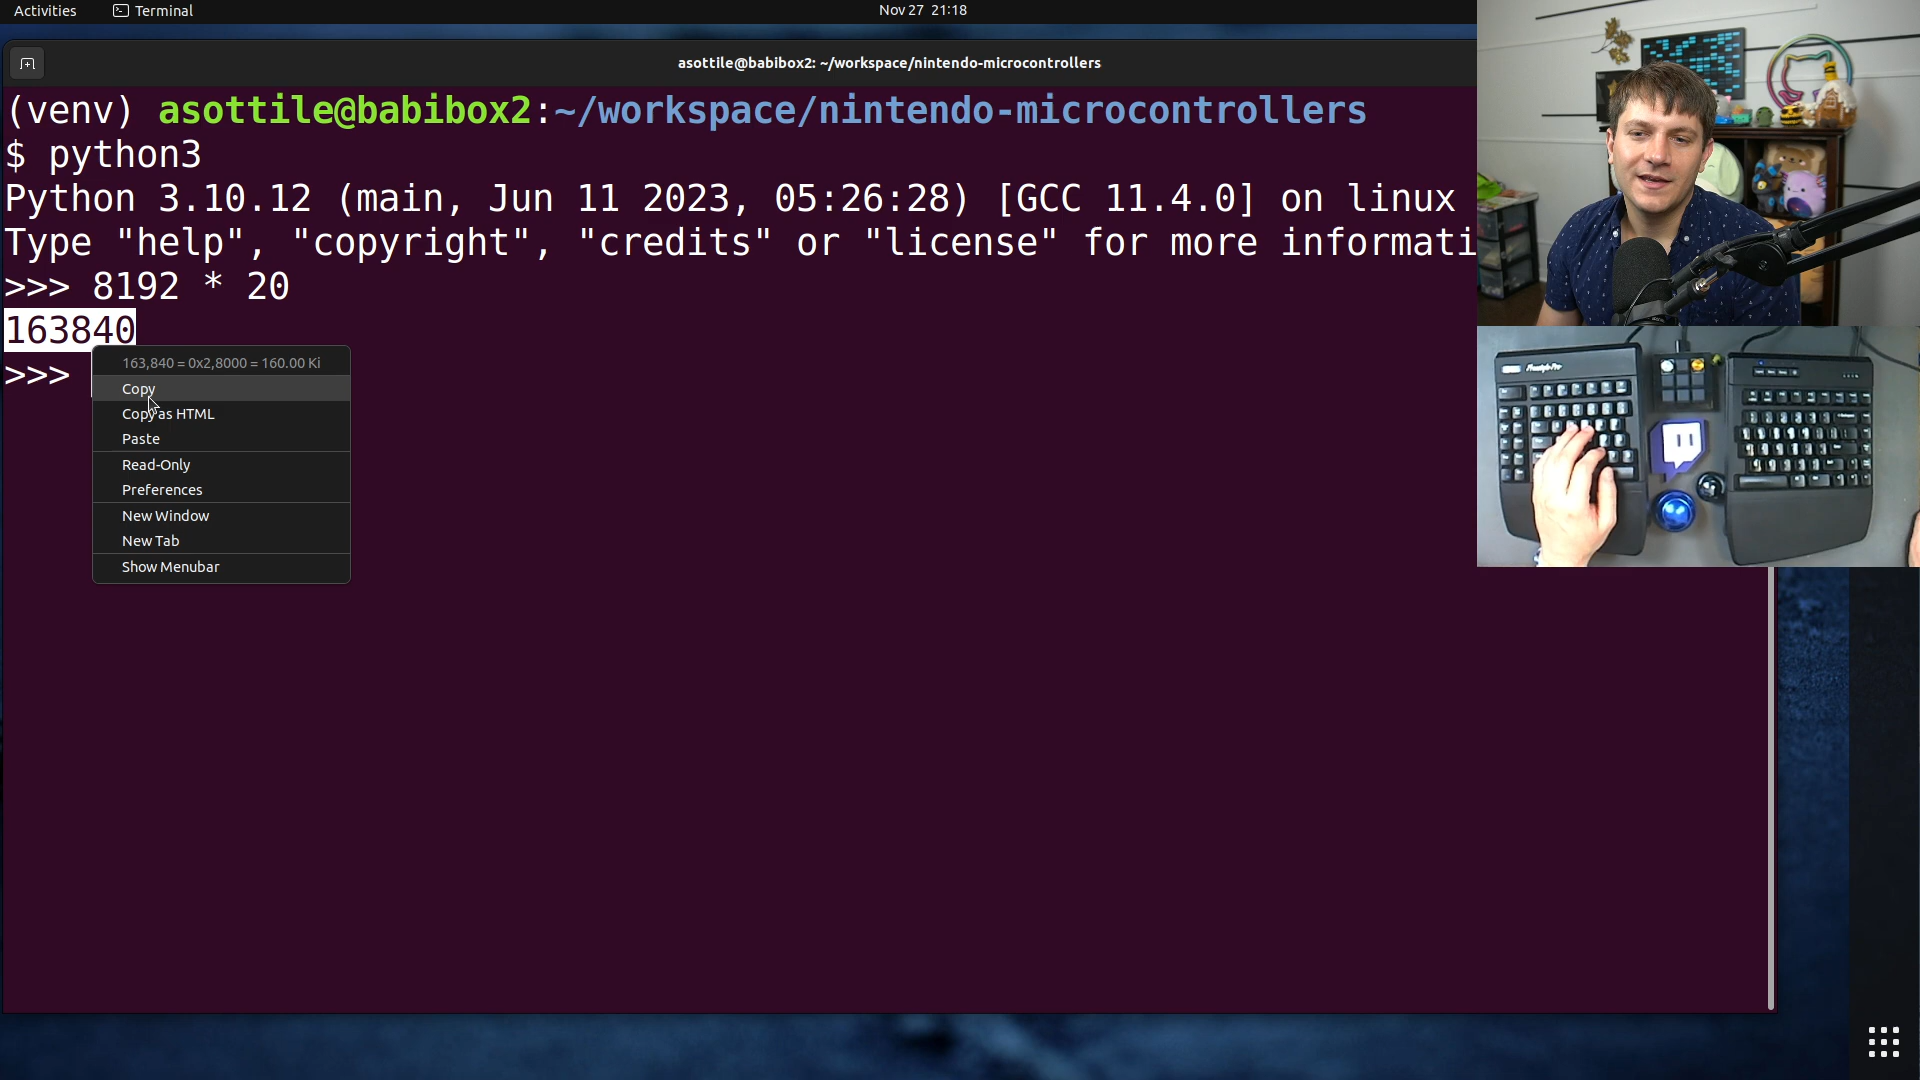 Activities
Terminal
Nov 27 21:18
asottile@babibox2: ~/workspace/nintendo-microcontrollers
(venv) asottile@babibox2:~/workspace/nintendo-microcontrollers
$ python3
Python 3.10.12 (main, Jun 11 2023, 05:26:28) [GCC 11.4.0] on linux
Type "help", "copyright", "credits" or "license" for more informati
>>> 8192 * 20
163840
>>>
163,840 = 0x2,8000 = 160.00 Ki
Copy
Copy as HTML
Paste
Read-Only
Preferences
New Window
New Tab
Show Menubar
Freestyle Pro